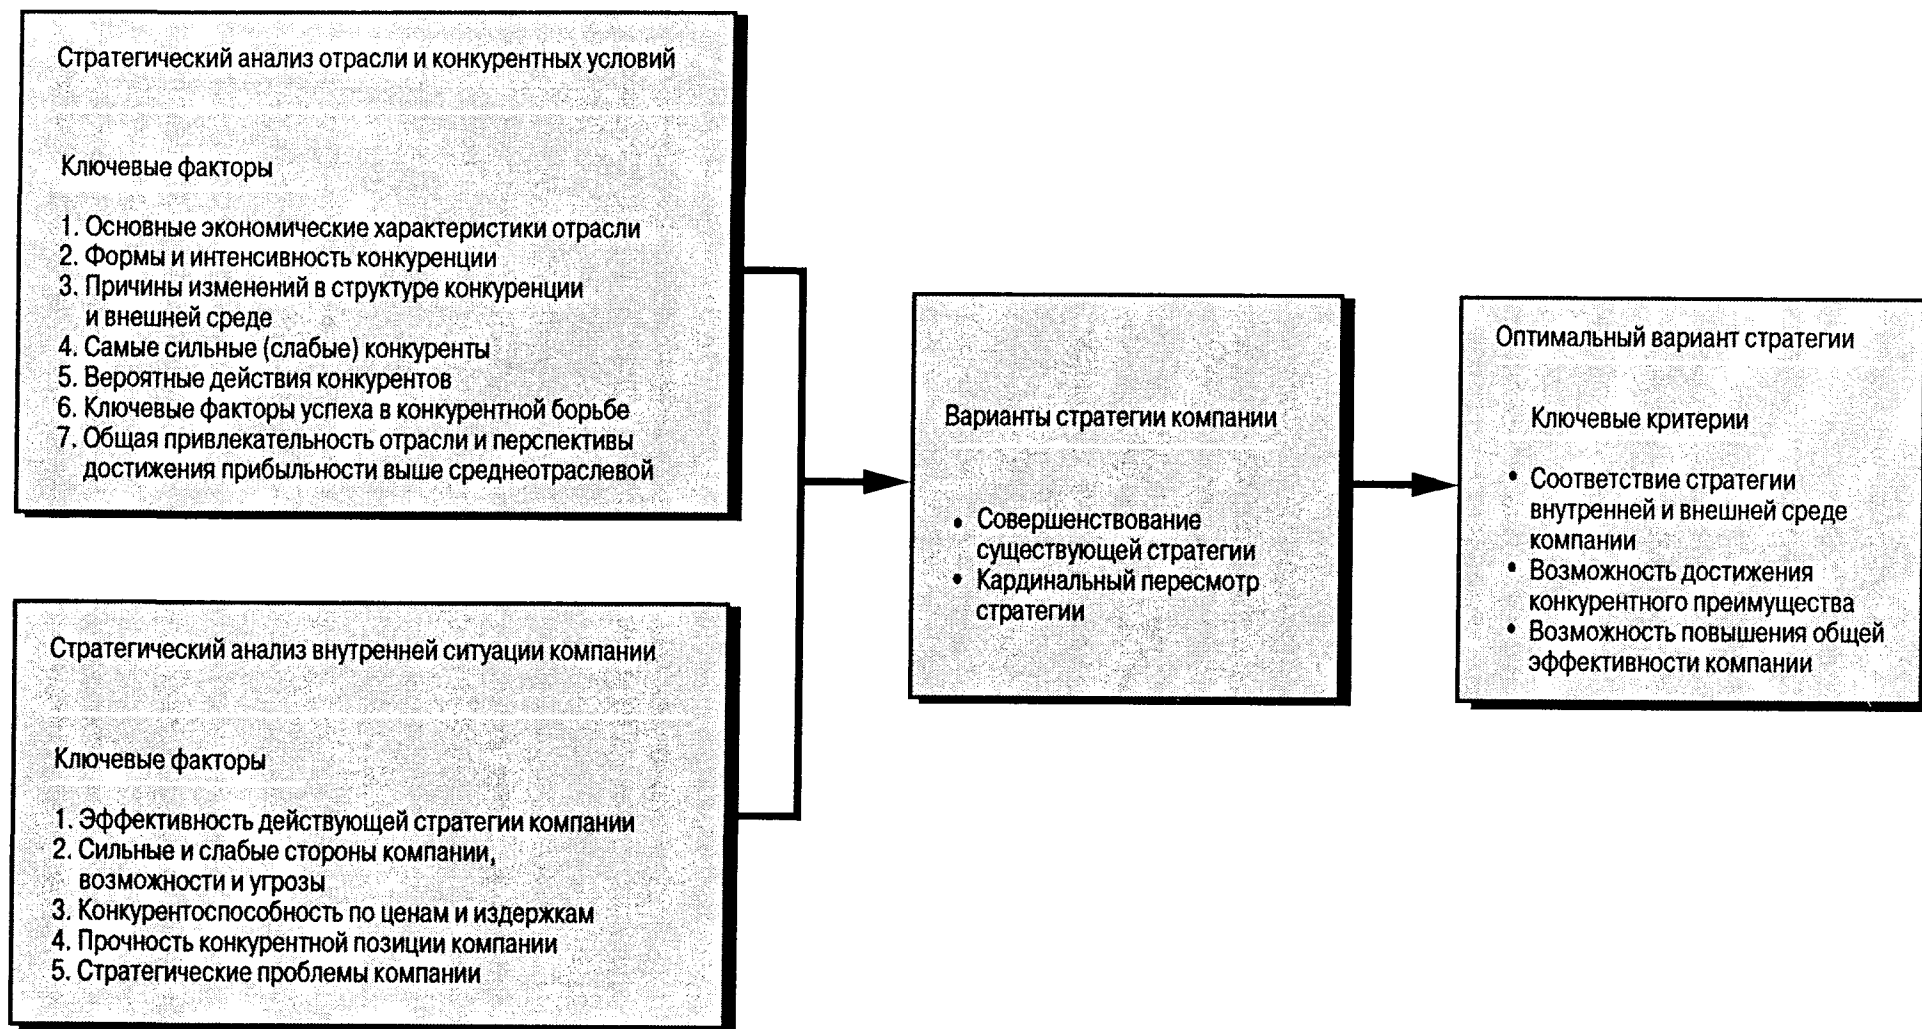 Стратегический анализ отрасли и конкурентных условий
Ключевые факторы
1. Основные экономические характеристики отрасли
2. Формы и интенсивность конкуренции
3. Причины изменений в структуре конкуренции
и внешней среде
4. Самые сильные (слабые) конкуренты
5. Вероятные действия конкурентов
6. Ключевые факторы успеха в конкурентной борьбе
7. Общая привлекательность отрасли и перспективы
достижения прибыльности выше среднеотраслевой
Стратегический анализ внутренней ситуации компании
Ключевые факторы
1. Эффективность действующей стратегии компании
2. Сильные и слабые стороны компании,
возможности и угрозы
3. Конкурентоспособность по ценам и издержкам
4. Прочность конкурентной позиции компании
5. Стратегические проблемы компании
Варианты стратегии компании
• Совершенствование
существующей стратегии
• Кардинальный пересмотр
стратегии
Оптимальный вариант стратегии
Ключевые критерии
• Соответствие стратегии
внутренней и внешней среде
компании
• Возможность достижения
конкурентного преимущества
• Возможность повышения общей
эффективности компании